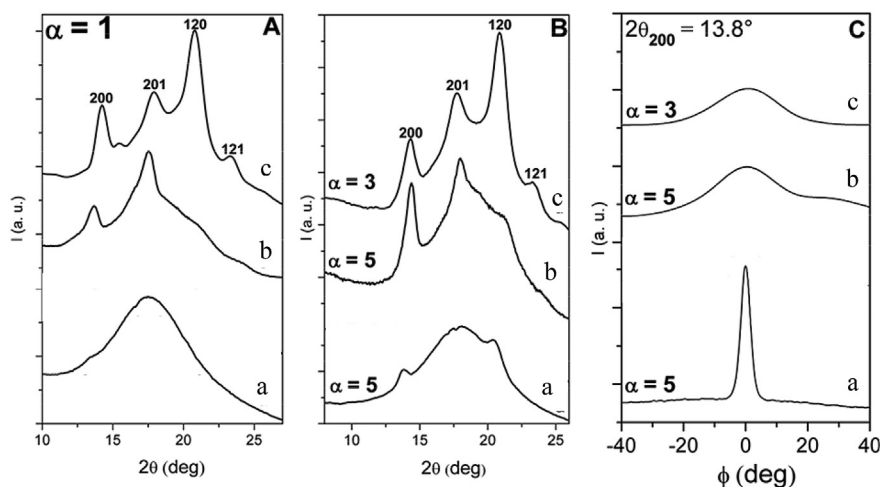 α = 1
A
120
200
201
121
c
b
a
I (a. u.)
10 15 20 25
2θ (deg)
B
120
201
200
121
α = 3
c
α = 5
b
α = 5
a
I (a. u.)
10 15 20 25
2θ (deg)
2θ200 = 13.8°
C
α = 3
c
α = 5
b
α = 5
a
I (a. u.)
-40 -20 0 20 40
ϕ (deg)